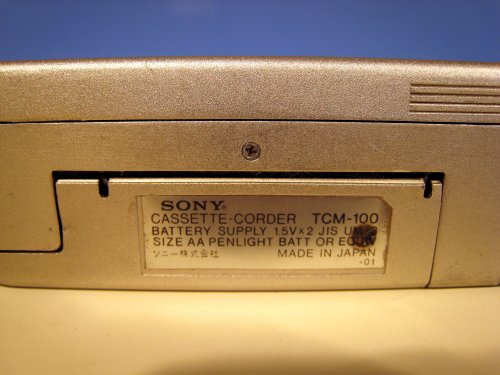 SONY®
CASSETTE-CORDER TCM-100
BATTERY SUPPLY 1.5V×2 JIS UM-3
SIZE AA PENLIGHT BATT OR EQUIV
ソニー株式会社 MADE IN JAPAN
-01